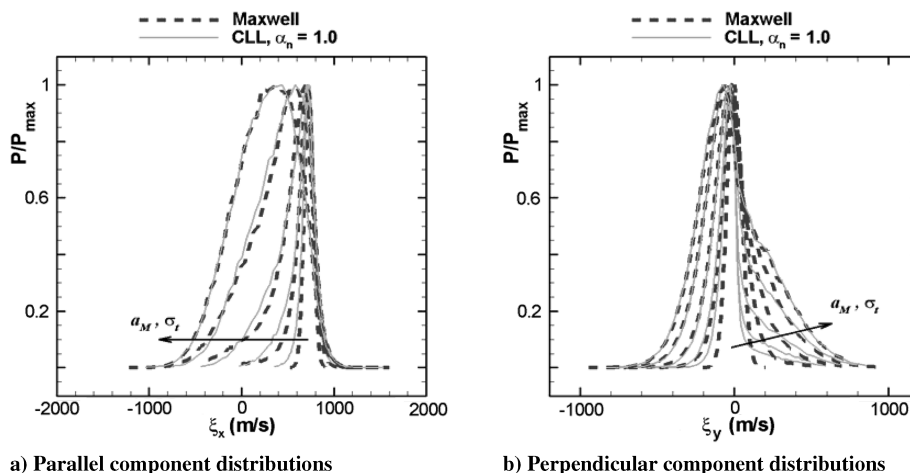 Maxwell
CLL, αn = 1.0
P/Pmax
1
0.6
0.2
aM, σt
-2000 -1000 0 1000 2000
ξx (m/s)
a) Parallel component distributions
Maxwell
CLL, αn = 1.0
P/Pmax
1
0.6
0.2
aM, σt
-1000 0 1000
ξy (m/s)
b) Perpendicular component distributions